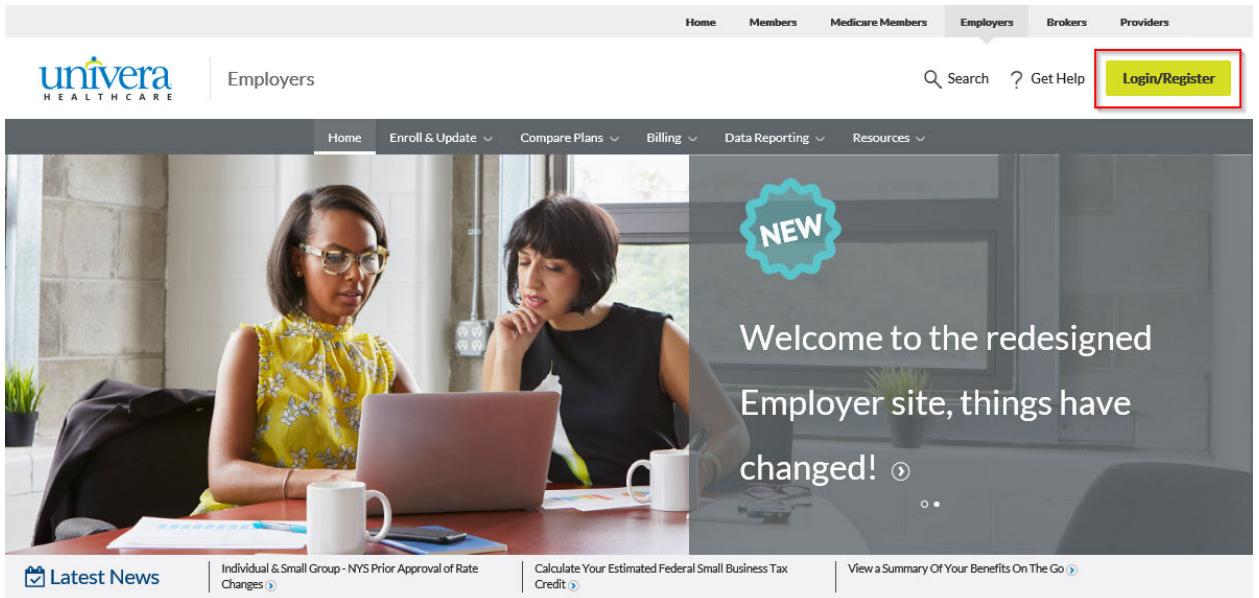 Home Members Medicare Members Employers Brokers Providers
univera
HEALTHCARE
Employers
Search ? Get Help Login/Register
Home Enroll & Update Compare Plans Billing Data Reporting Resources
NEW
Welcome to the redesigned
Employer site, things have
changed!
Latest News
Individual & Small Group - NYS Prior Approval of Rate
Changes
Calculate Your Estimated Federal Small Business Tax
Credit
View a Summary Of Your Benefits On The Go